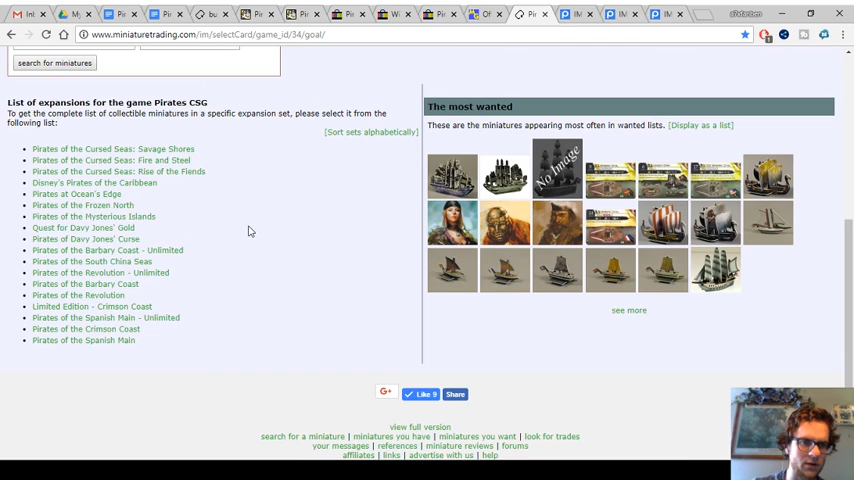 www.miniaturetrading.com/im/selectCard/game_id/34/goal/
search for miniatures
List of expansions for the game Pirates CSG
To get the complete list of collectible miniatures in a specific expansion set, please select it from the
following list:
[Sort sets alphabetically]
Pirates of the Cursed Seas: Savage Shores
Pirates of the Cursed Seas: Fire and Steel
Pirates of the Cursed Seas: Rise of the Fiends
Disney's Pirates of the Caribbean
Pirates at Ocean's Edge
Pirates of the Frozen North
Pirates of the Mysterious Islands
Quest for Davy Jones' Gold
Pirates of Davy Jones' Curse
Pirates of the Barbary Coast - Unlimited
Pirates of the South China Seas
Pirates of the Revolution - Unlimited
Pirates of the Barbary Coast
Pirates of the Revolution
Limited Edition - Crimson Coast
Pirates of the Spanish Main - Unlimited
Pirates of the Crimson Coast
Pirates of the Spanish Main
The most wanted
These are the miniatures appearing most often in wanted lists. [Display as a list]
No Image
see more
G+
Like 9
Share
view full version
search for a miniature | miniatures you have | miniatures you want | look for trades
your messages | references | miniature reviews | forums
affiliates | links | advertise with us | help